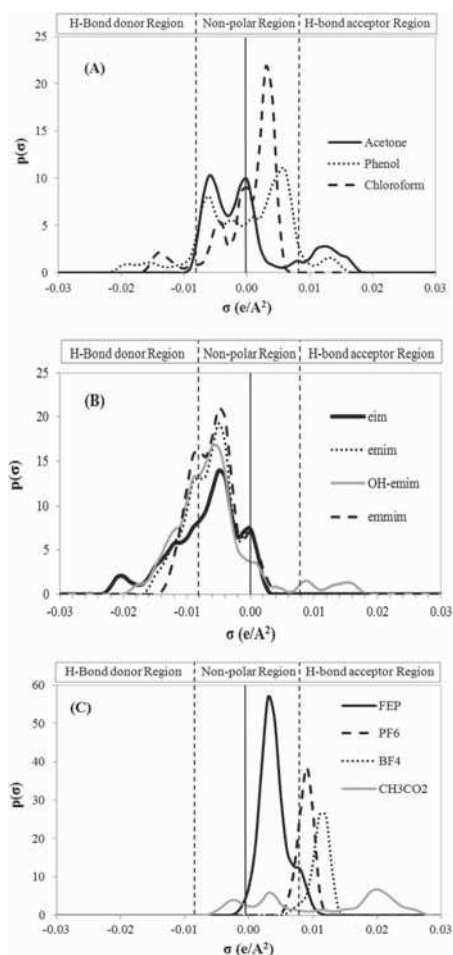 H-Bond donor Region Non-polar Region H-bond acceptor Region
(A)
25
20
15
10
5
0
p(σ)
Acetone
Phenol
Chloroform
-0.03 -0.02 -0.01 0.00 0.01 0.02 0.03
σ (e/A²)
H-Bond donor Region Non-polar Region H-bond acceptor Region
(B)
25
20
15
10
5
0
p(σ)
eim
emim
OH-emim
emmim
-0.03 -0.02 -0.01 0.00 0.01 0.02 0.03
σ (e/A²)
H-Bond donor Region Non-polar Region H-bond acceptor Region
(C)
60
50
40
30
20
10
0
p(σ)
FEP
PF6
BF4
CH3CO2
-0.03 -0.02 -0.01 0.00 0.01 0.02 0.03
σ (e/A²)